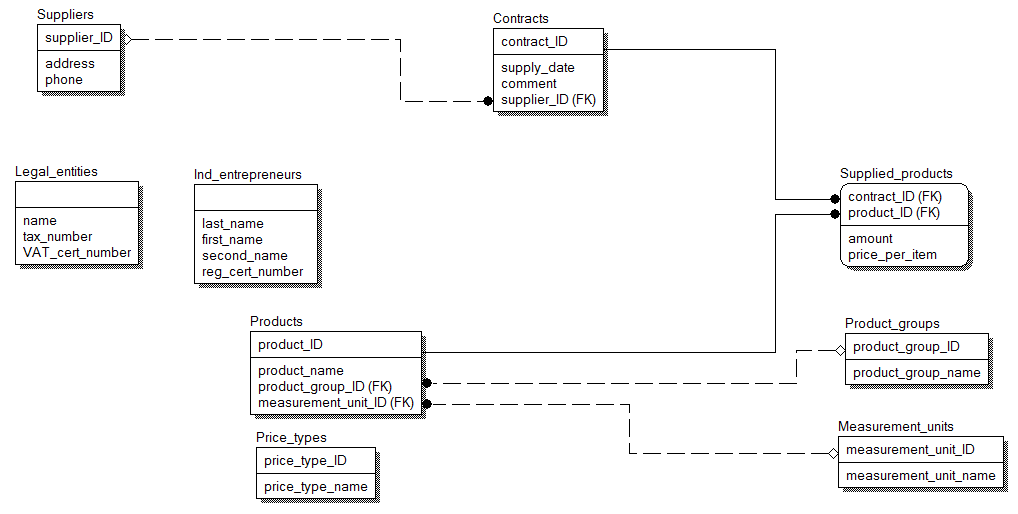 Suppliers
supplier_ID
address
phone
Contracts
contract_ID
supply_date
comment
supplier_ID (FK)
Legal_entities
name
tax_number
VAT_cert_number
Ind_entrepreneurs
last_name
first_name
second_name
reg_cert_number
Supplied_products
contract_ID (FK)
product_ID (FK)
amount
price_per_item
Products
product_ID
product_name
product_group_ID (FK)
measurement_unit_ID (FK)
Product_groups
product_group_ID
product_group_name
Price_types
price_type_ID
price_type_name
Measurement_units
measurement_unit_ID
measurement_unit_name